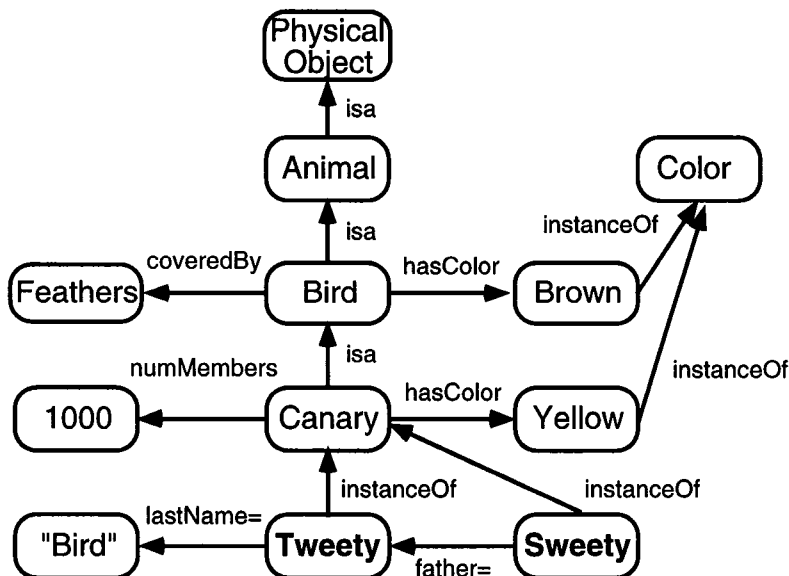 Physical
Object
isa
Animal
Color
isa
instanceOf
coveredBy
hasColor
Feathers
Bird
Brown
isa
numMembers
hasColor
instanceOf
1000
Canary
Yellow
instanceOf
instanceOf
lastName=
"Bird"
Tweety
Sweety
father=